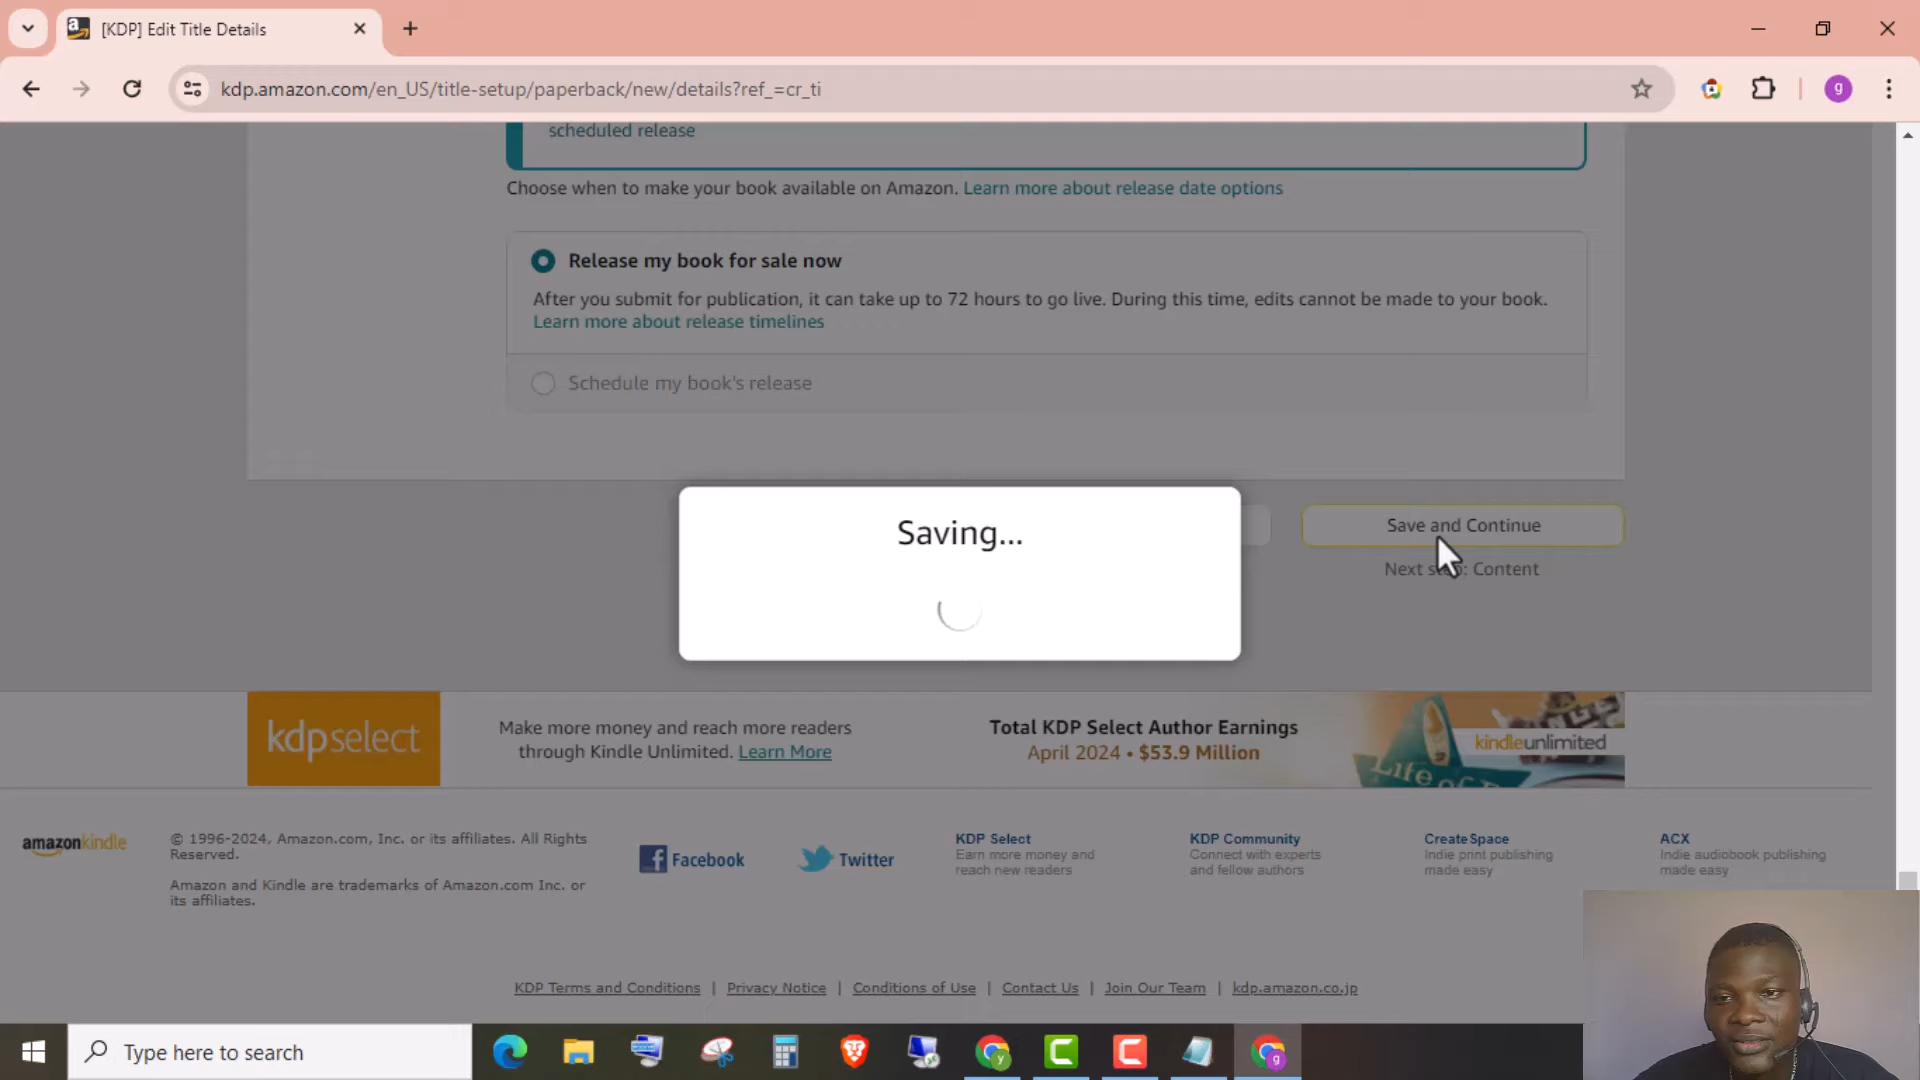 [KDP] Edit Title Details
kdp.amazon.com/en_US/title-setup/paperback/new/details?ref_=cr_ti
g
scheduled release
Choose when to make your book available on Amazon. Learn more about release date options
Release my book for sale now
After you submit for publication, it can take up to 72 hours to go live. During this time, edits cannot be made to your book.
Learn more about release timelines
Schedule my book's release
Saving...
Save and Continue
Next step: Content
kdpselect
Make more money and reach more readers
through Kindle Unlimited. Learn More
Total KDP Select Author Earnings
April 2024 • $53.9 Million
kindleunlimited
Life of
amazonkindle
© 1996-2024, Amazon.com, Inc. or its affiliates. All Rights
Reserved.
Amazon and Kindle are trademarks of Amazon.com Inc. or
its affiliates.
Facebook
Twitter
KDP Select
Earn more money and
reach new readers
KDP Community
Connect with experts
and fellow authors
CreateSpace
Indie print publishing
made easy
ACX
Indie audiobook publishing
made easy
KDP Terms and Conditions | Privacy Notice | Conditions of Use | Contact Us | Join Our Team | kdp.amazon.co.jp
Type here to search